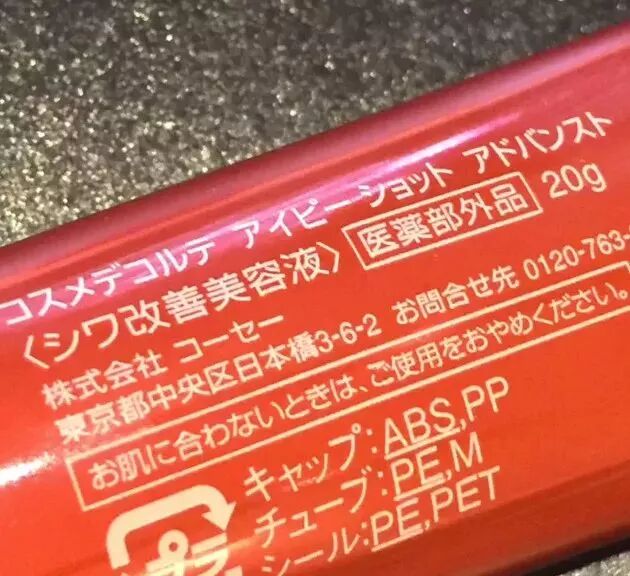 コスメデコルテ アイピーショット アドバンスト
〈シワ改善美容液〉 医薬部外品 20g
株式会社 コーセー
東京都中央区日本橋3-6-2 お問合せ先 0120-763-
お肌に合わないときは、ご使用をおやめください。
キャップ:ABS,PP
チューブ:PE,M
シール:PE,PET
プラ